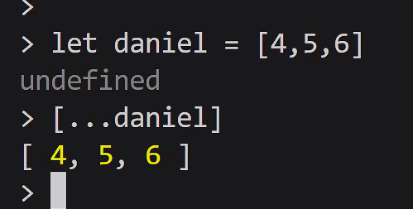 >
> let daniel = [4,5,6]
undefined
> [...daniel]
[ 4, 5, 6 ]
>